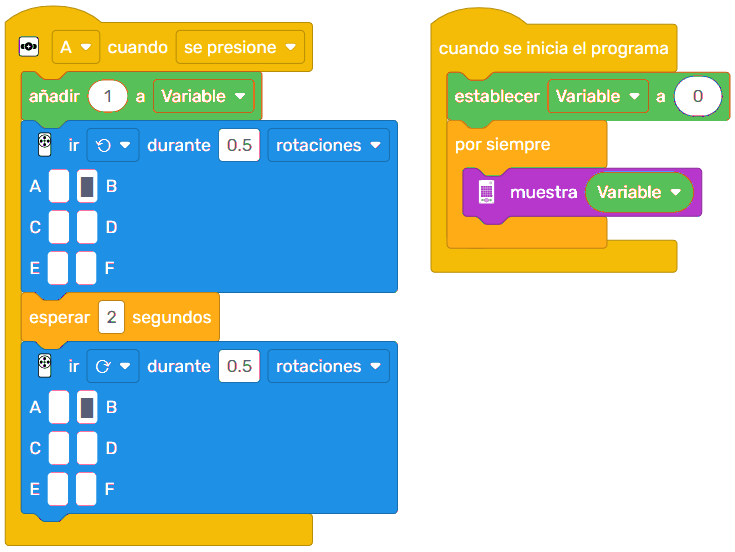 A cuando se presione
añadir 1 a Variable
ir durante 0.5 rotaciones
A B
C D
E F
esperar 2 segundos
ir durante 0.5 rotaciones
A B
C D
E F
cuando se inicia el programa
establecer Variable a 0
por siempre
muestra Variable